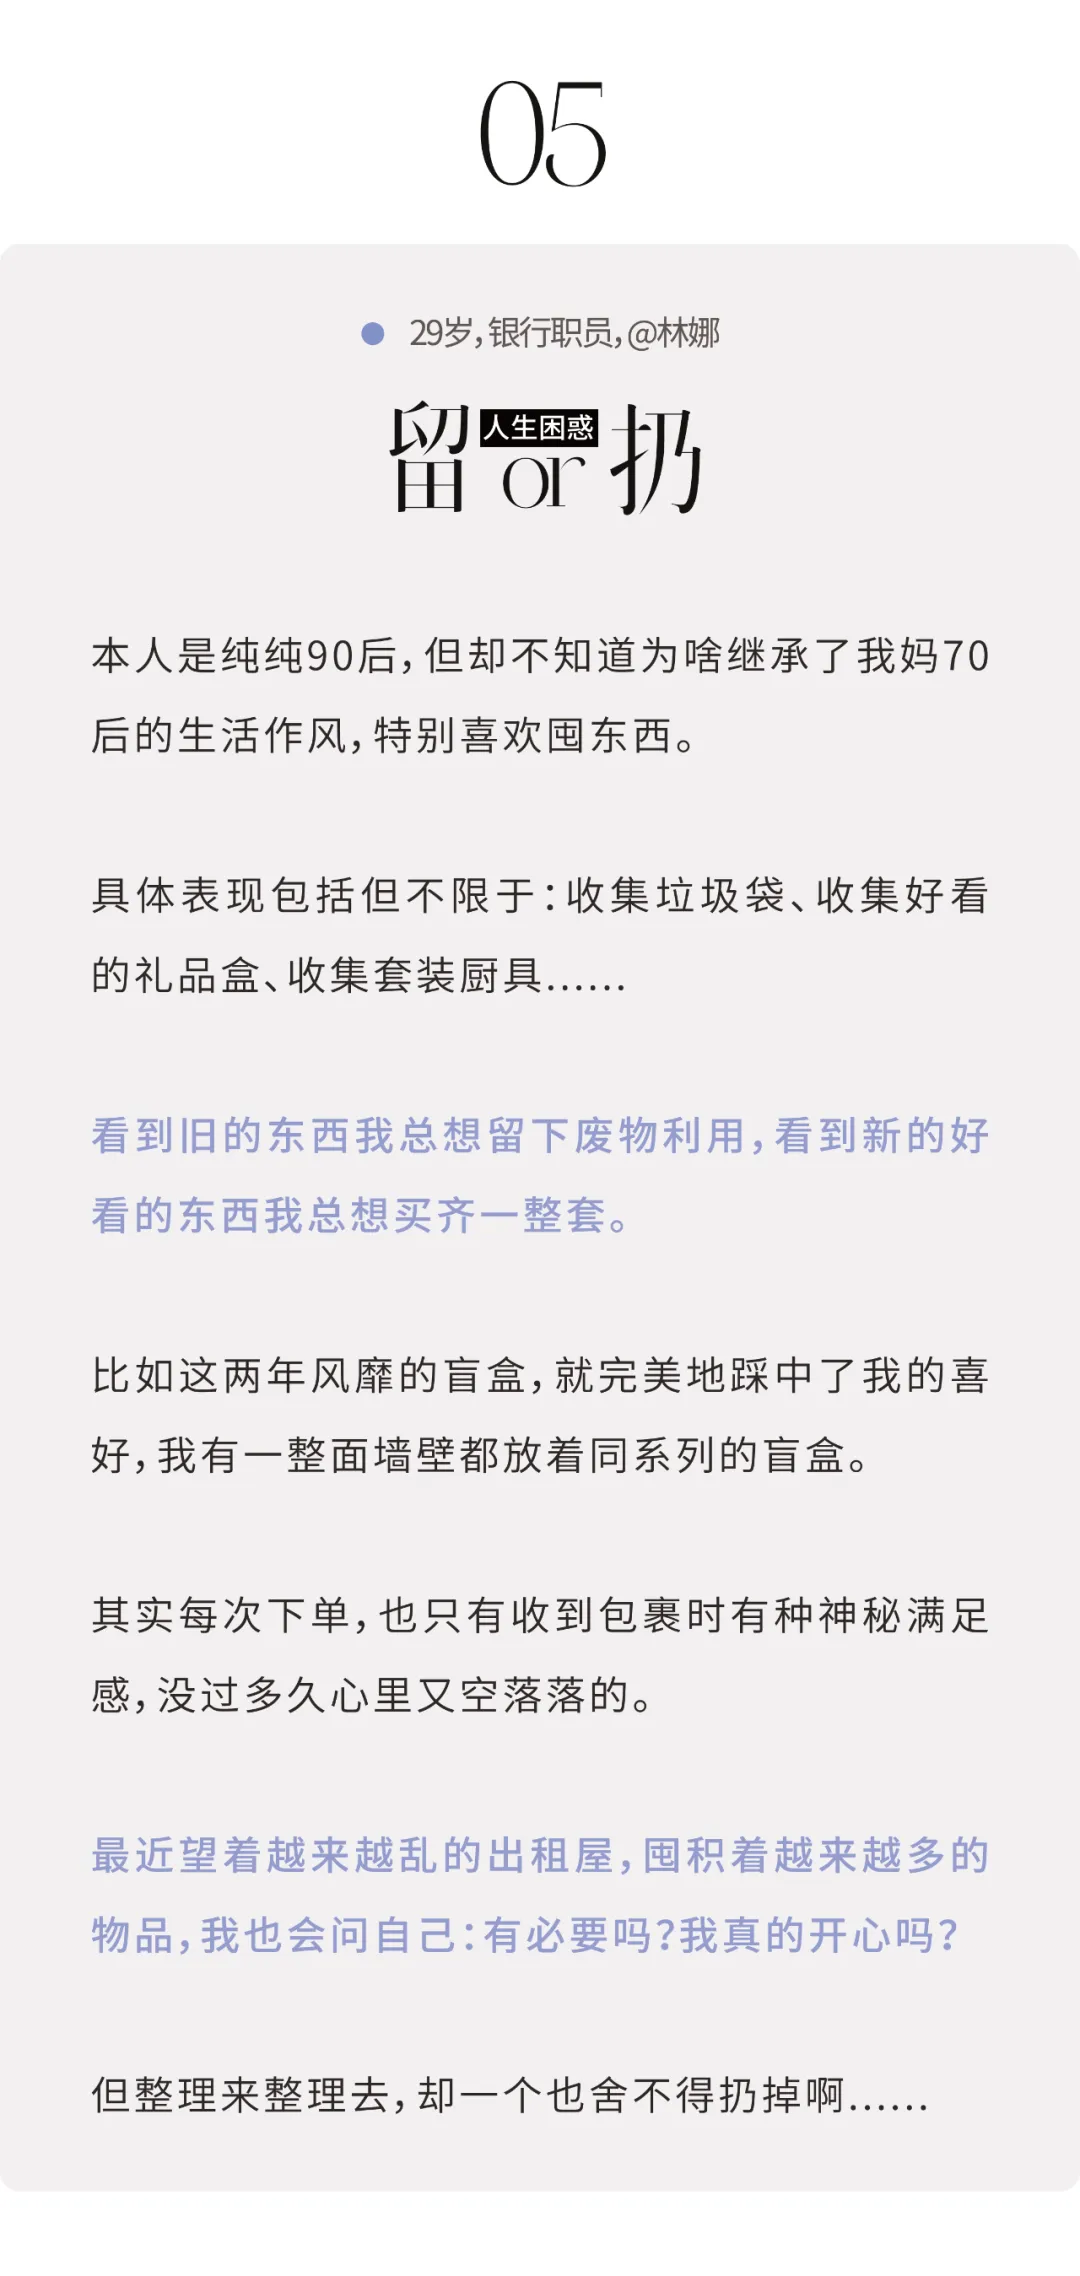 05
29岁，银行职员，@林娜
人生困惑
留 or 扔
本人是纯纯90后，但却不知道为啥继承了我妈70
后的生活作风，特别喜欢囤东西。
具体表现包括但不限于：收集垃圾袋、收集好看
的礼品盒、收集套装厨具……
看到旧的东西我总想留下废物利用，看到新的好
看的东西我总想买齐一整套。
比如这两年风靡的盲盒，就完美地踩中了我的喜
好，我有一整面墙壁都放着同系列的盲盒。
其实每次下单，也只有收到包裹时有种神秘满足
感，没过多久心里又空落落的。
最近望着越来越乱的出租屋，囤积着越来越多的
物品，我也会问自己：有必要吗？我真的开心吗？
但整理来整理去，却一个也舍不得扔掉啊……